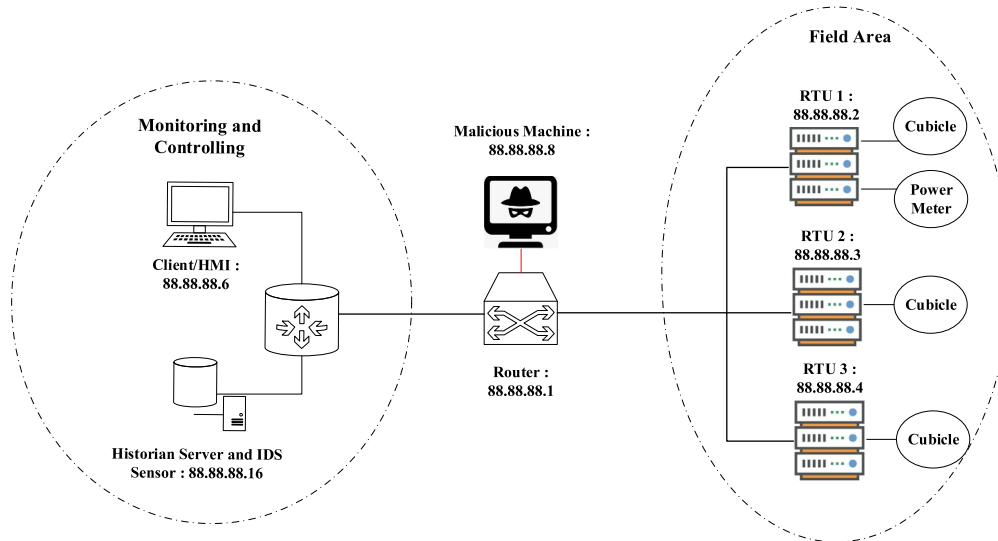 Monitoring and
Controlling
Client/HMI :
88.88.88.6
Historian Server and IDS
Sensor : 88.88.88.16
Malicious Machine :
88.88.88.8
Router :
88.88.88.1
Field Area
RTU 1 :
88.88.88.2
Cubicle
Power
Meter
RTU 2 :
88.88.88.3
Cubicle
RTU 3 :
88.88.88.4
Cubicle